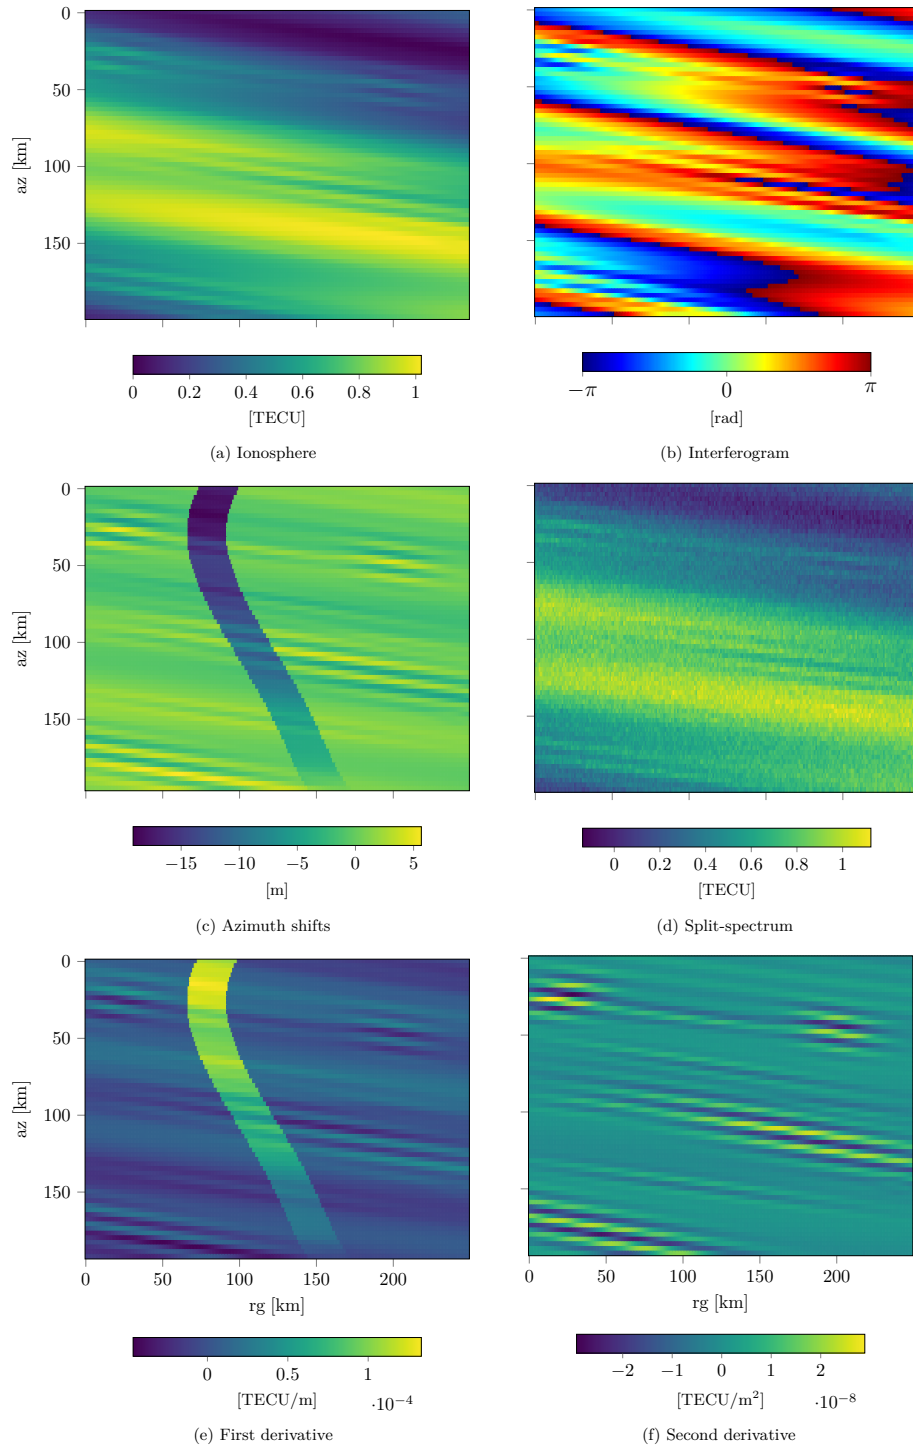 0
50
100
150
az [km]
0 0.2 0.4 0.6 0.8 1
[TECU]
(a) Ionosphere
−π 0 π
[rad]
(b) Interferogram
0
50
100
150
az [km]
−15 −10 −5 0 5
[m]
(c) Azimuth shifts
0 0.2 0.4 0.6 0.8 1
[TECU]
(d) Split-spectrum
0
50
100
150
az [km]
0 50 100 150 200
rg [km]
0 0.5 1
[TECU/m] ·10⁻⁴
(e) First derivative
0 50 100 150 200
rg [km]
−2 −1 0 1 2
[TECU/m²] ·10⁻⁸
(f) Second derivative